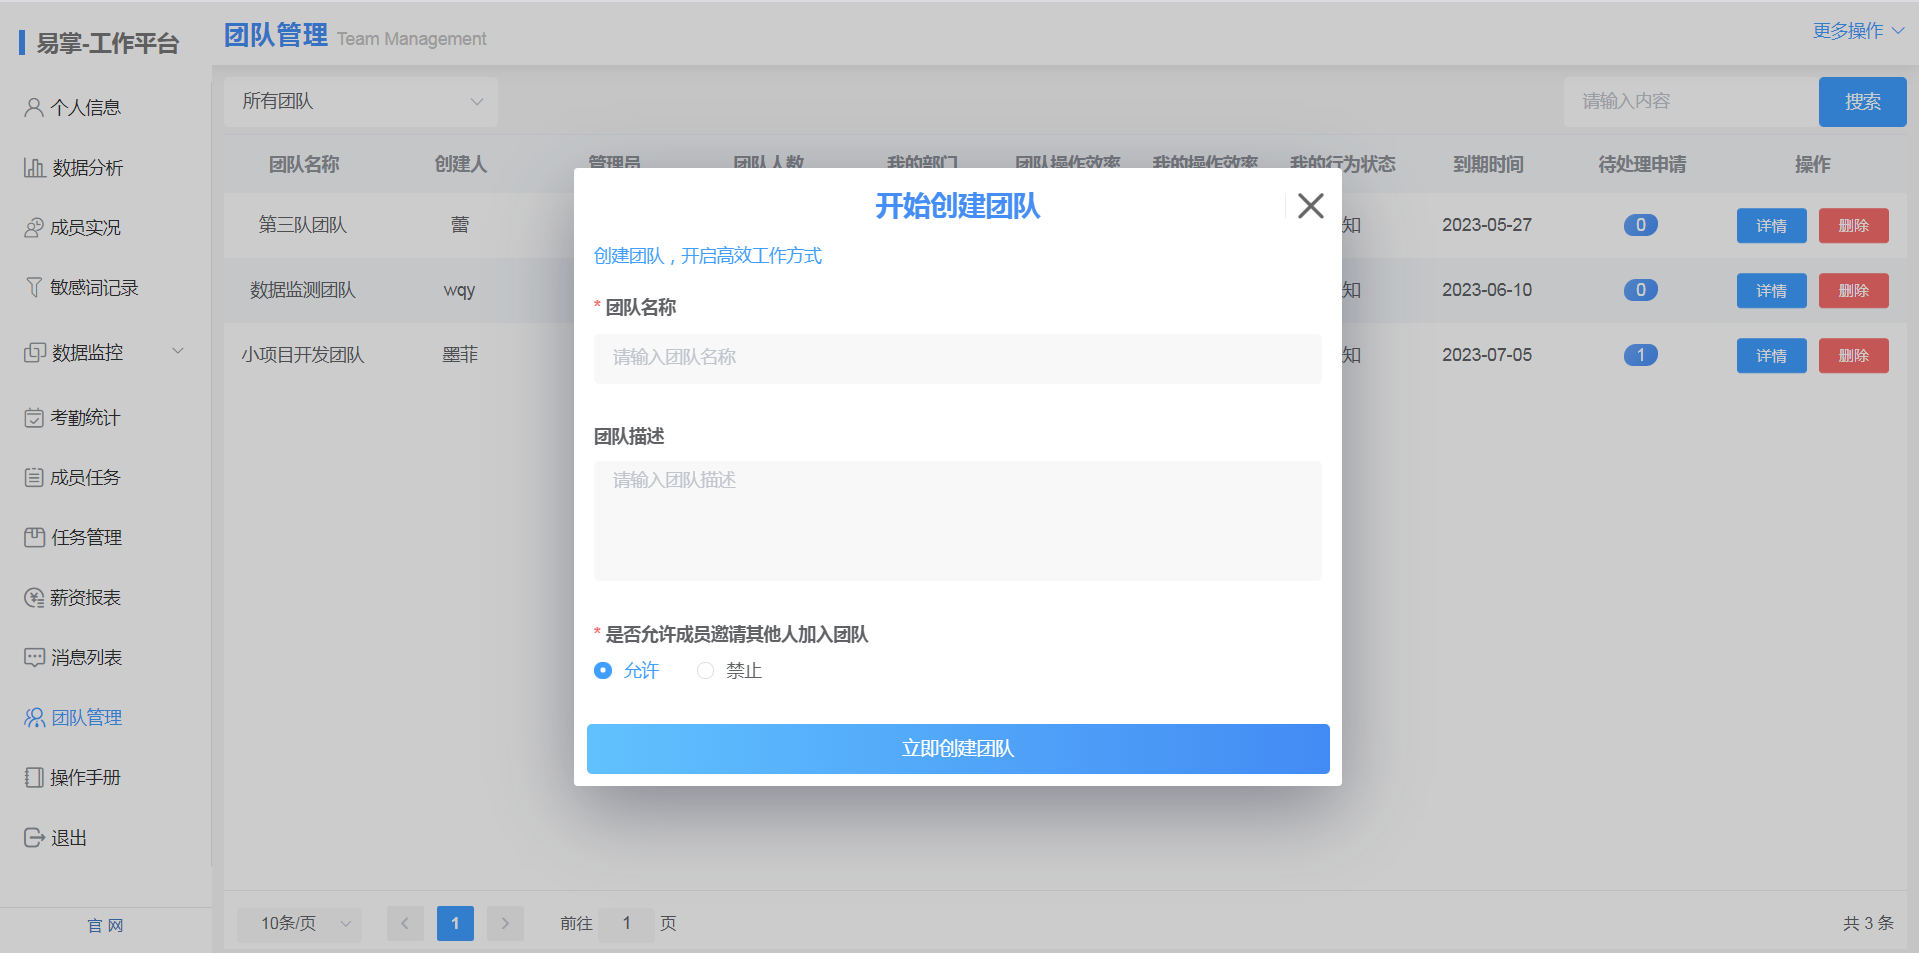 易掌-工作平台
个人信息
数据分析
成员实况
敏感词记录
数据监控
考勤统计
成员任务
任务管理
薪资报表
消息列表
团队管理
操作手册
退出
官 网
团队管理 Team Management
更多操作
所有团队
请输入内容
搜索
团队名称 创建人 管理员 团队人数 我的部门 团队操作效率 我的操作效率 我的行为状态 到期时间 待处理申请 操作
第三队团队 蕾 知 2023-05-27 0 详情 删除
数据监测团队 wqy 知 2023-06-10 0 详情 删除
小项目开发团队 墨菲 知 2023-07-05 1 详情 删除
开始创建团队
创建团队，开启高效工作方式
* 团队名称
请输入团队名称
团队描述
请输入团队描述
* 是否允许成员邀请其他人加入团队
允许 禁止
立即创建团队
10条/页 1 前往 1 页
共 3 条